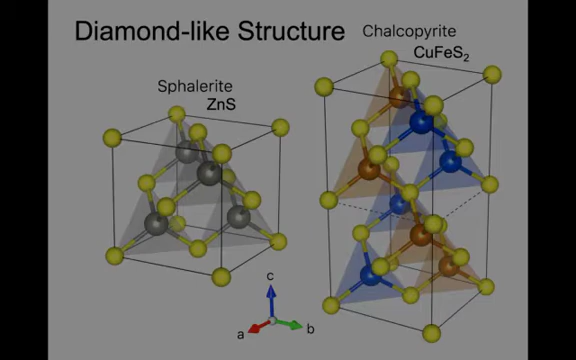 Diamond-like Structure
Chalcopyrite
CuFeS₂
Sphalerite
ZnS
c
a
b